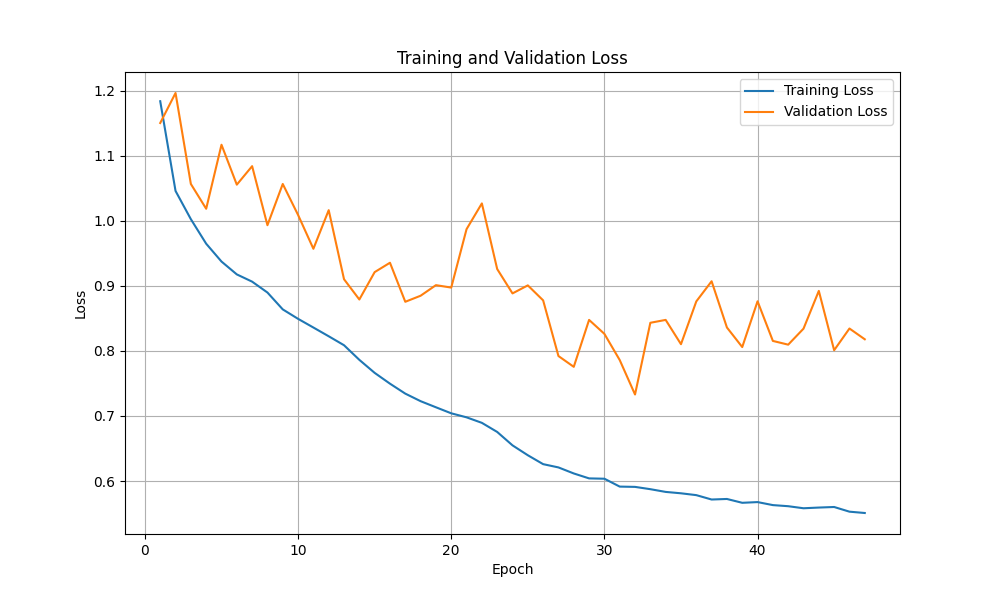 Training and Validation Loss
Training Loss
Validation Loss
Loss
1.2
1.1
1.0
0.9
0.8
0.7
0.6
0 10 20 30 40
Epoch